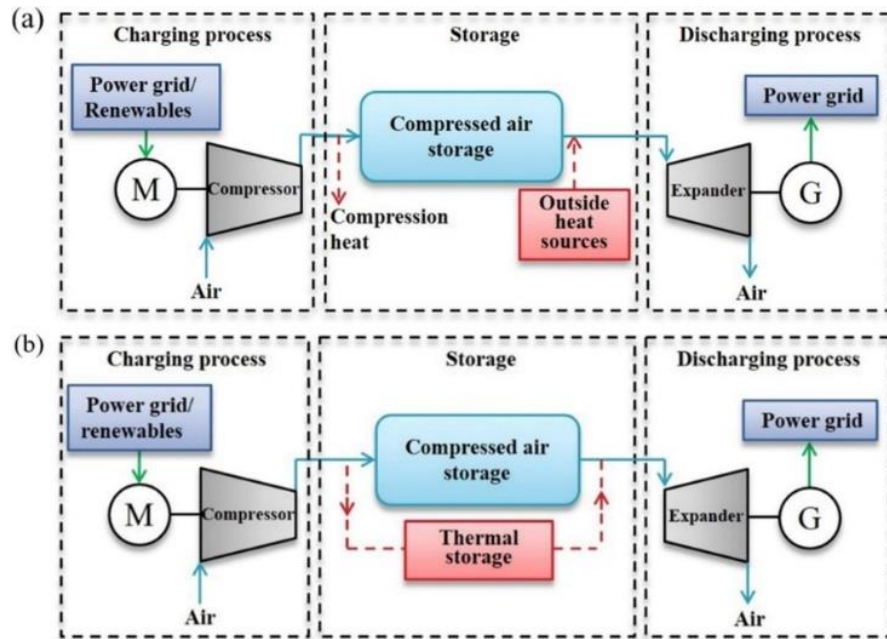 (a)
Charging process
Storage
Discharging process
Power grid/
Renewables
Power grid
Compressed air
storage
M
Compressor
Expander
G
Compression
heat
Outside
heat
sources
Air
Air
(b)
Charging process
Storage
Discharging process
Power grid/
renewables
Power grid
Compressed air
storage
M
Compressor
Expander
G
Thermal
storage
Air
Air